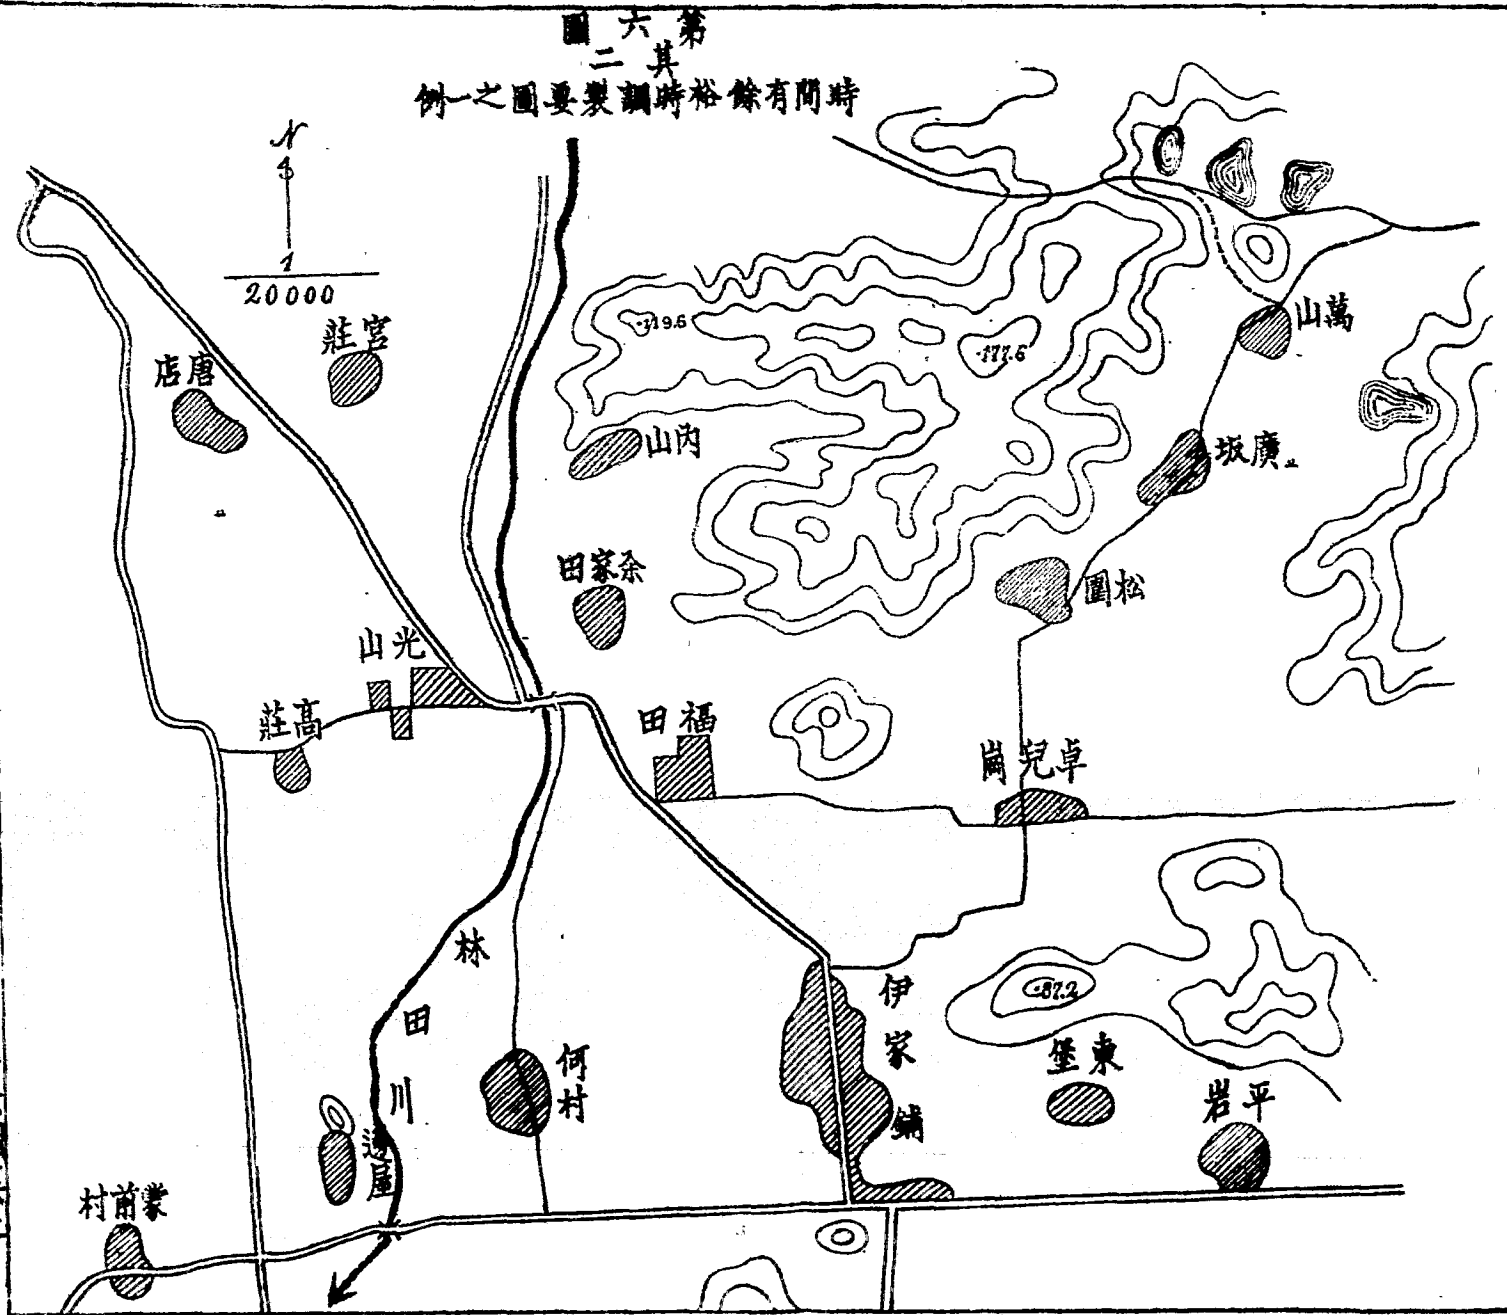 第六圖
其二
時間有餘裕時調製要圖之一例
N
1
20000
宮莊
唐店
119.6
177.6
萬山
內山
廣坂
余家田
松園
光山
高莊
福田
卓兒崗
林田川
伊家鋪
87.2
何村
東堡
平岩
邊屋
蒙前村